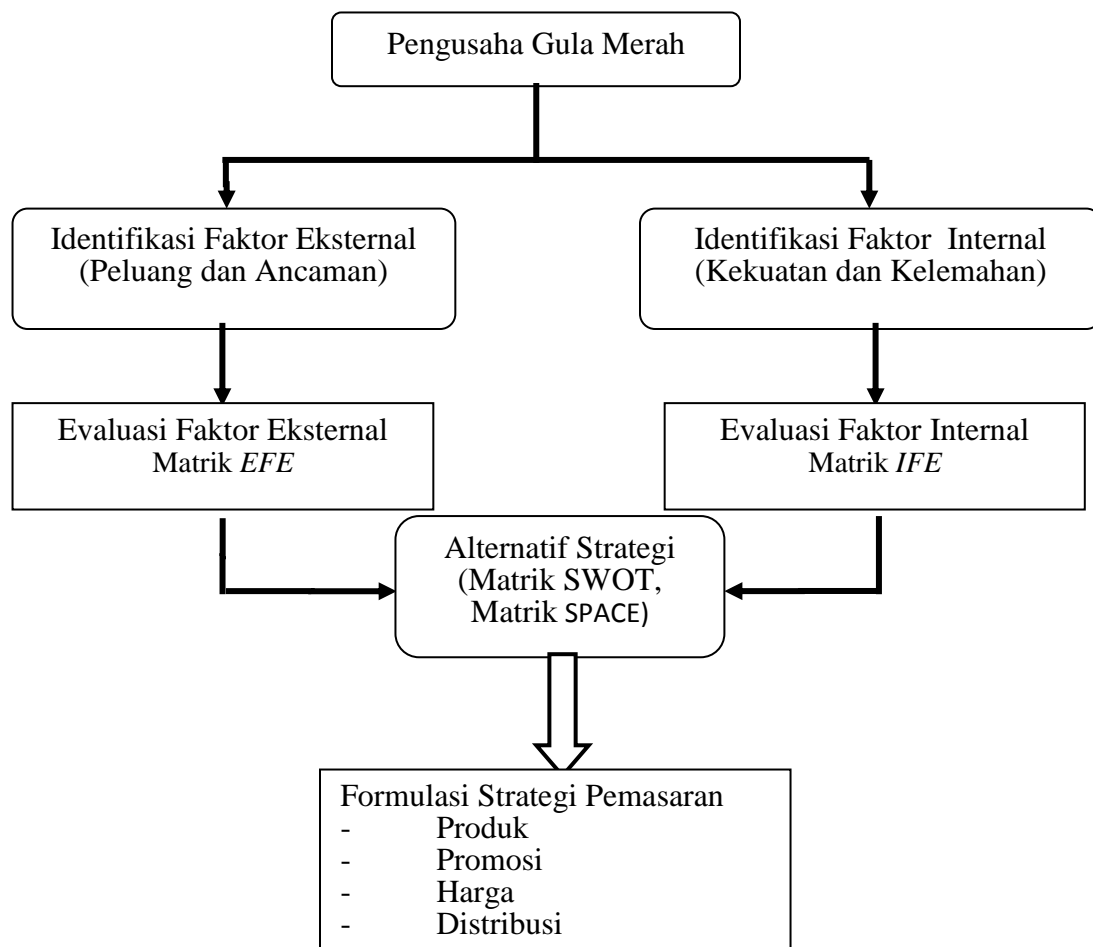 Pengusaha Gula Merah
Identifikasi Faktor Eksternal
(Peluang dan Ancaman)
Identifikasi Faktor Internal
(Kekuatan dan Kelemahan)
Evaluasi Faktor Eksternal
Matrik EFE
Evaluasi Faktor Internal
Matrik IFE
Alternatif Strategi
(Matrik SWOT,
Matrik SPACE)
Formulasi Strategi Pemasaran
- Produk
- Promosi
- Harga
- Distribusi